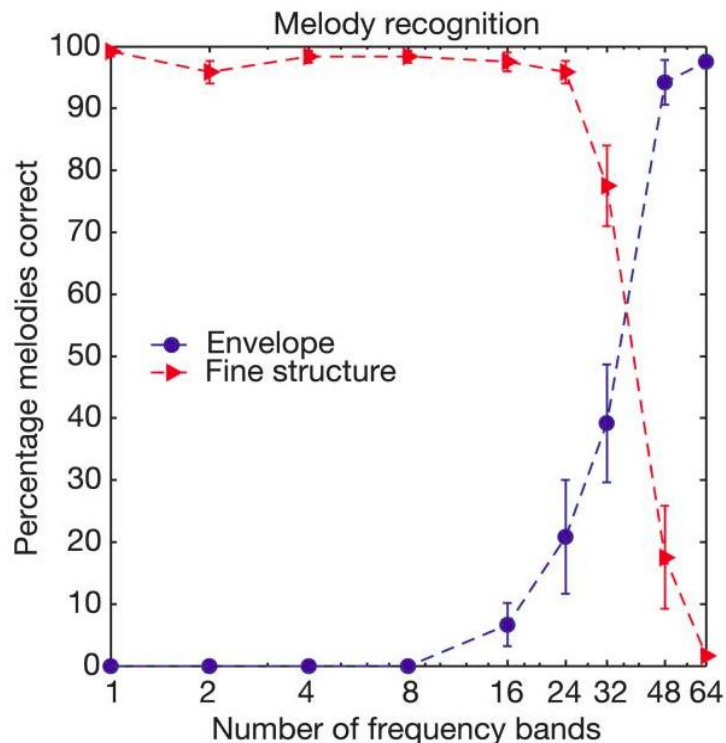 Melody recognition
100
90
80
70
60
50
40
30
20
10
0
Percentage melodies correct
Envelope
Fine structure
1 2 4 8 16 24 32 48 64
Number of frequency bands